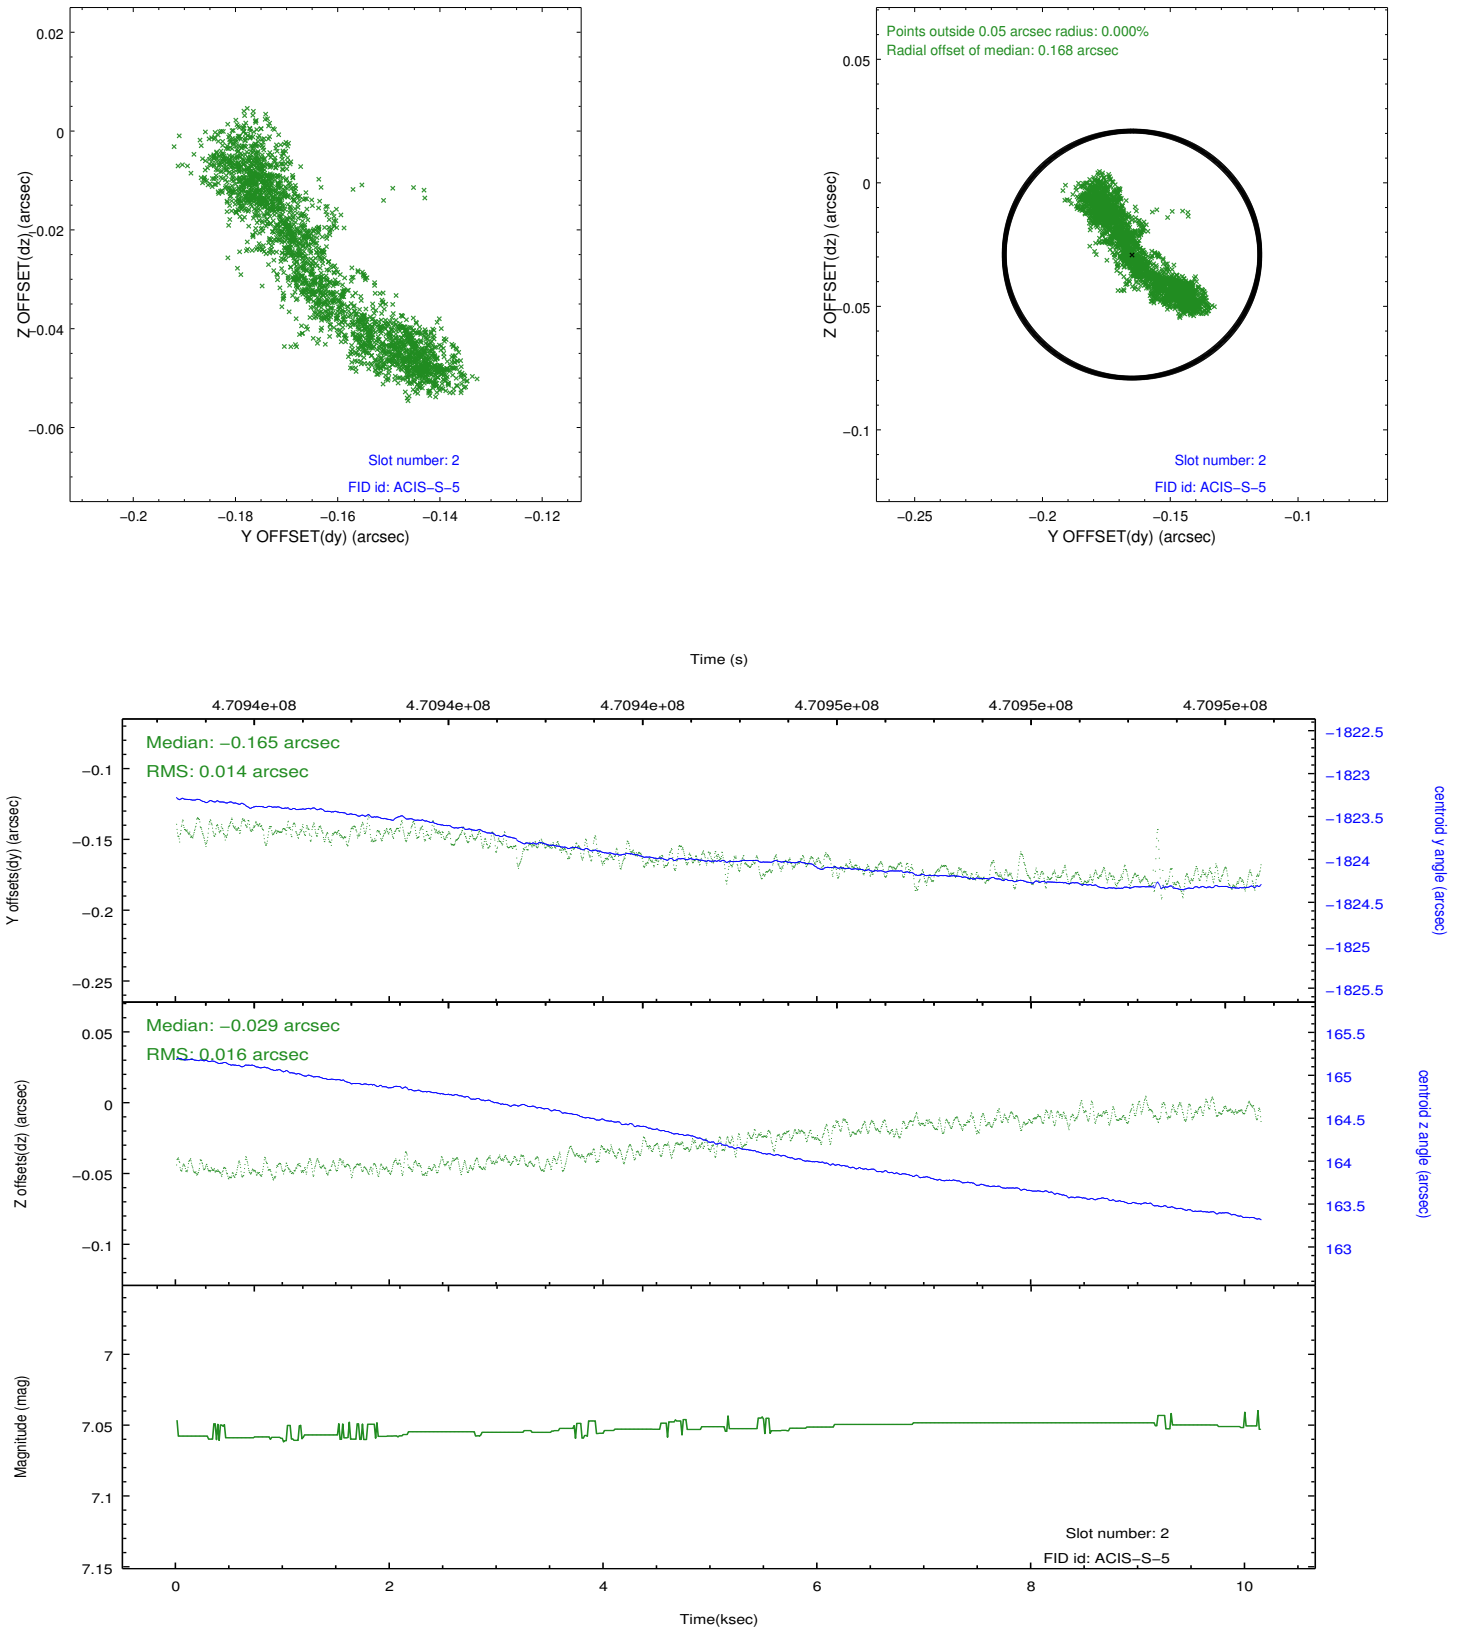 0.02
0
−0.02
−0.04
−0.06
Z OFFSET(dz) (arcsec)
Slot number: 2
FID id: ACIS−S−5
−0.2
−0.18
−0.16
−0.14
−0.12
Y OFFSET(dy) (arcsec)
Points outside 0.05 arcsec radius: 0.000%
Radial offset of median: 0.168 arcsec
0.05
0
−0.05
−0.1
Z OFFSET(dz) (arcsec)
Slot number: 2
FID id: ACIS−S−5
−0.25
−0.2
−0.15
−0.1
Y OFFSET(dy) (arcsec)
Time (s)
4.7094e+08
4.7094e+08
4.7094e+08
4.7095e+08
4.7095e+08
4.7095e+08
Median: −0.165 arcsec
RMS: 0.014 arcsec
−0.1
−0.15
−0.2
−0.25
Y offsets(dy) (arcsec)
−1822.5
−1823
−1823.5
−1824
−1824.5
−1825
−1825.5
centroid y angle (arcsec)
Median: −0.029 arcsec
RMS: 0.016 arcsec
0.05
0
−0.05
−0.1
Z offsets(dz) (arcsec)
165.5
165
164.5
164
163.5
163
centroid z angle (arcsec)
7
7.05
7.1
7.15
Magnitude (mag)
Slot number: 2
FID id: ACIS−S−5
0
2
4
6
8
10
Time(ksec)